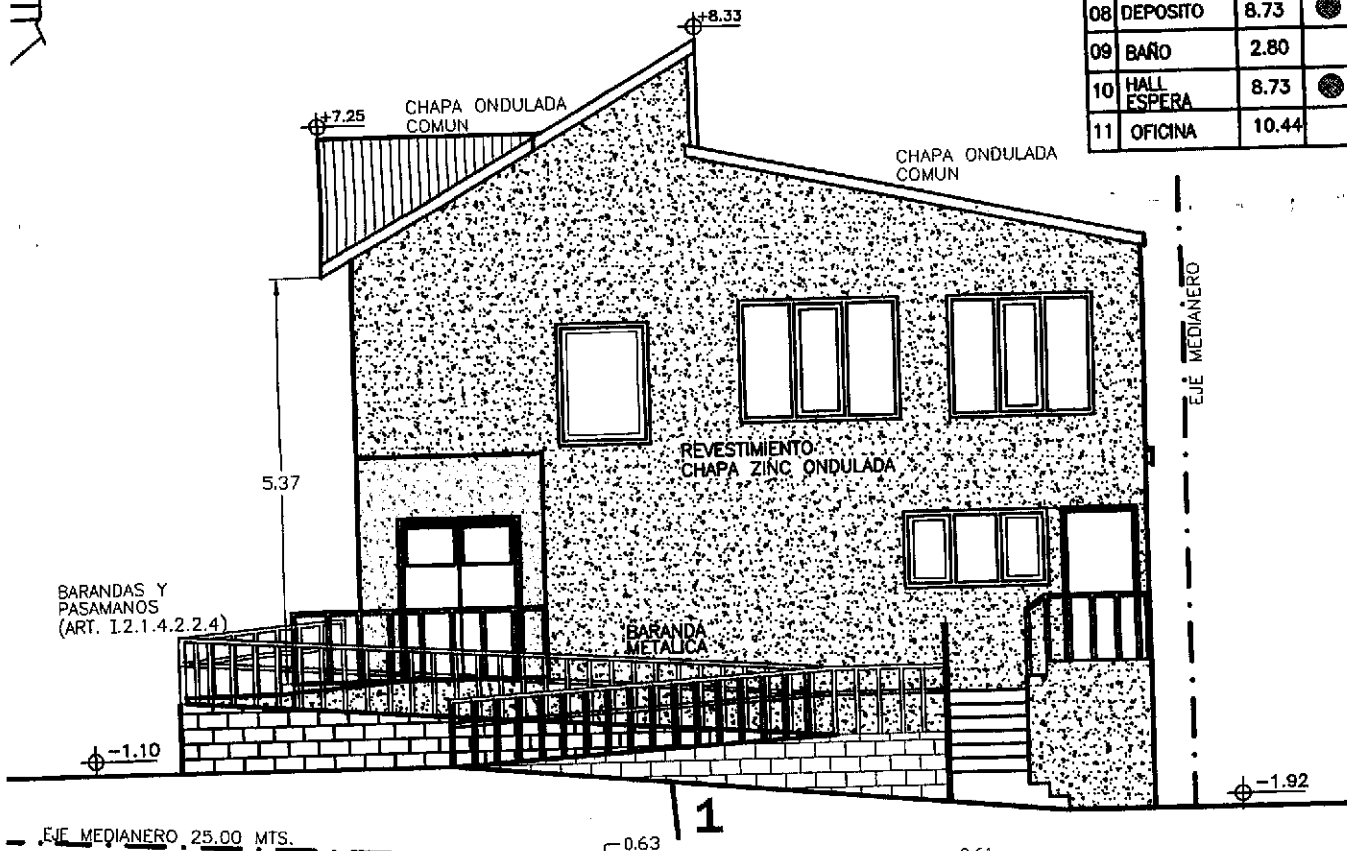 +8.33
08 DEPOSITO 8.73
09 BAÑO 2.80
10 HALL ESPERA 8.73
11 OFICINA 10.44
+7.25
CHAPA ONDULADA
COMUN
CHAPA ONDULADA
COMUN
EJE MEDIANERO
REVESTIMIENTO
CHAPA ZINC ONDULADA
5.37
BARANDAS Y
PASAMANOS
(ART. I.2.1.4.2.2.4)
BARANDA
METALICA
-1.10
-1.92
1
EJE MEDIANERO 25.00 MTS.
0.63